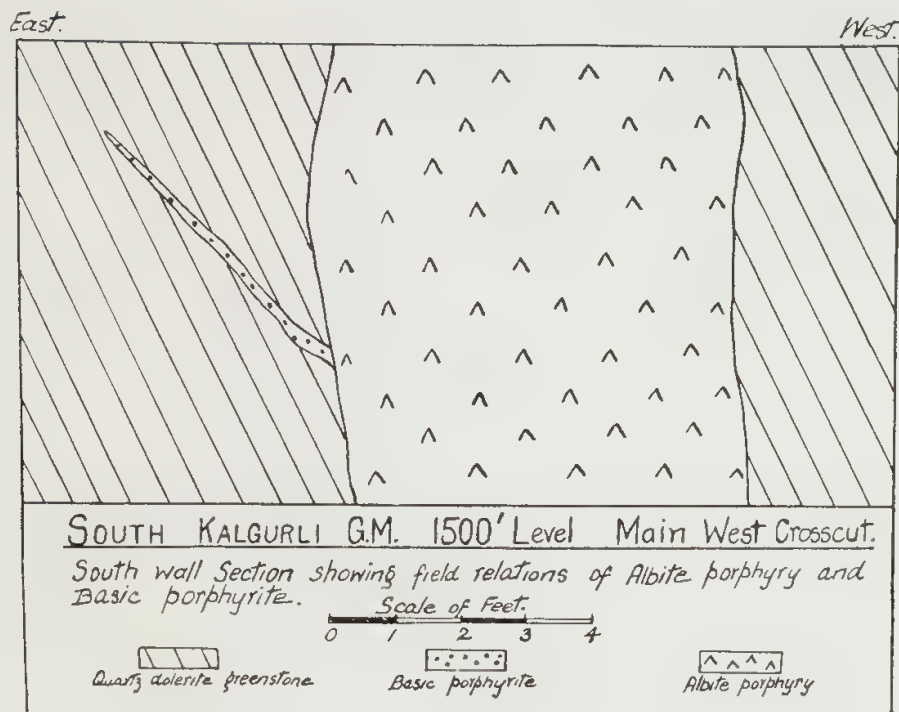 East.
West.
SOUTH KALGURLI G.M. 1500' Level Main West Crosscut.
South wall Section showing field relations of Albite porphyry and
Basic porphyrite.
Scale of Feet.
0 1 2 3 4
Quartz dolerite greenstone
Basic porphyrite
Albite porphyry